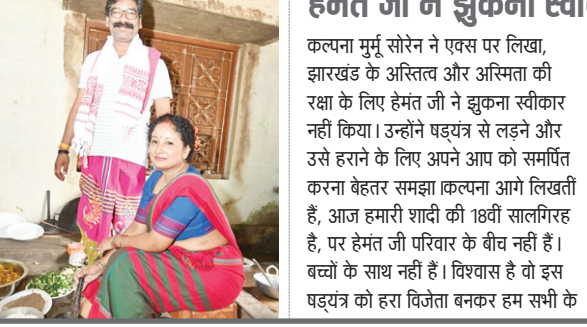 हेमंत जी ने झुकना
कल्पना मुर्मू सोरेन ने एक्स पर लिखा,
झारखंड के अस्तित्व और अस्मिता की
रक्षा के लिए हेमंत जी ने झुकना स्वीकार
नहीं किया। उन्होंने षड्यंत्र से लड़ने और
उसे हराने के लिए अपने आप को समर्पित
करना बेहतर समझा।कल्पना आगे लिखतीं
हैं, आज हमारी शादी की 18वीं सालगिरह
है, पर हेमंत जी परिवार के बीच नहीं हैं।
बच्चों के साथ नहीं हैं। विश्वास है वो इस
षड्यंत्र को हरा विजेता बनकर हम सभी के